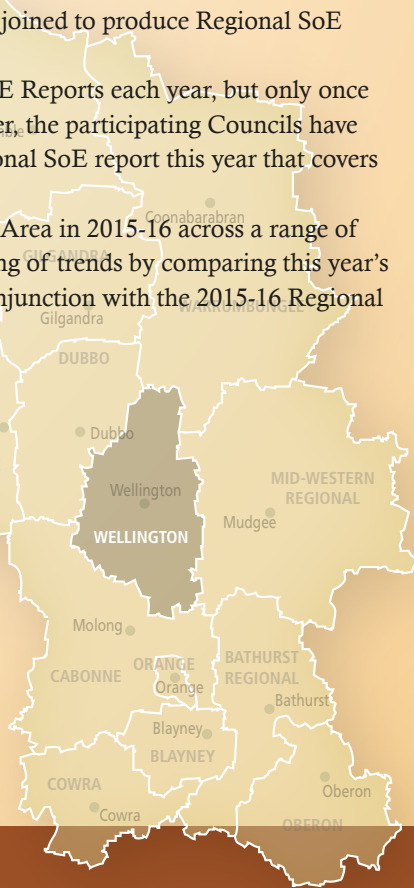 joined to produce Regional SoE
E Reports each year, but only once
er, the participating Councils have
onal SoE report this year that covers
Area in 2015-16 across a range of
ng of trends by comparing this year's
njunction with the 2015-16 Regional
Coonabarabran
GILGANDRA
WARRUMBUNGLE
Gilgandra
DUBBO
Dubbo
Wellington
WELLINGTON
MID-WESTERN
REGIONAL
Mudgee
Molong
CABONNE
ORANGE
Orange
BATHURST
REGIONAL
Bathurst
Blayney
BLAYNEY
COWRA
Cowra
Oberon
OBERON